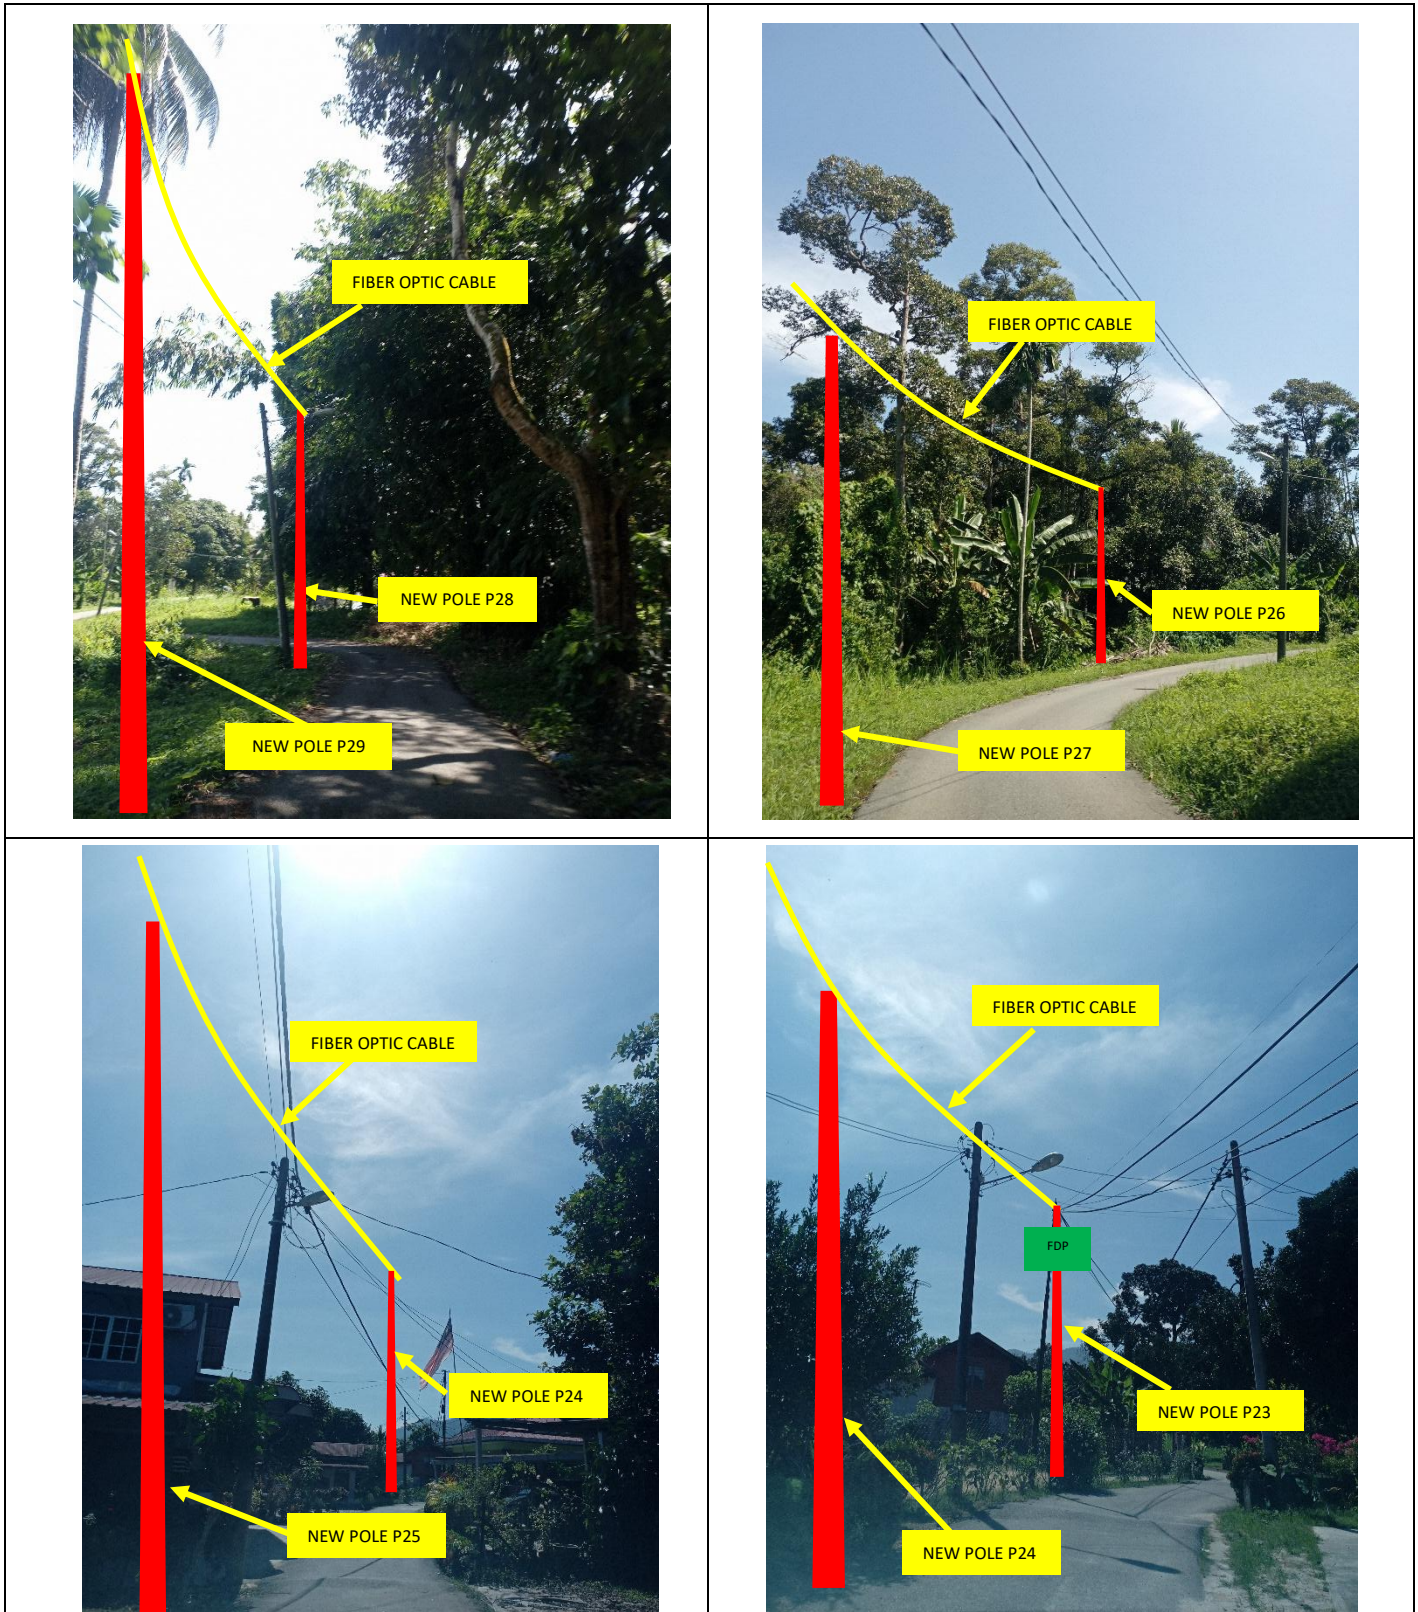 FIBER OPTIC CABLE
NEW POLE P28
NEW POLE P29
FIBER OPTIC CABLE
NEW POLE P26
NEW POLE P27
FIBER OPTIC CABLE
NEW POLE P24
NEW POLE P25
FIBER OPTIC CABLE
FDP
NEW POLE P23
NEW POLE P24